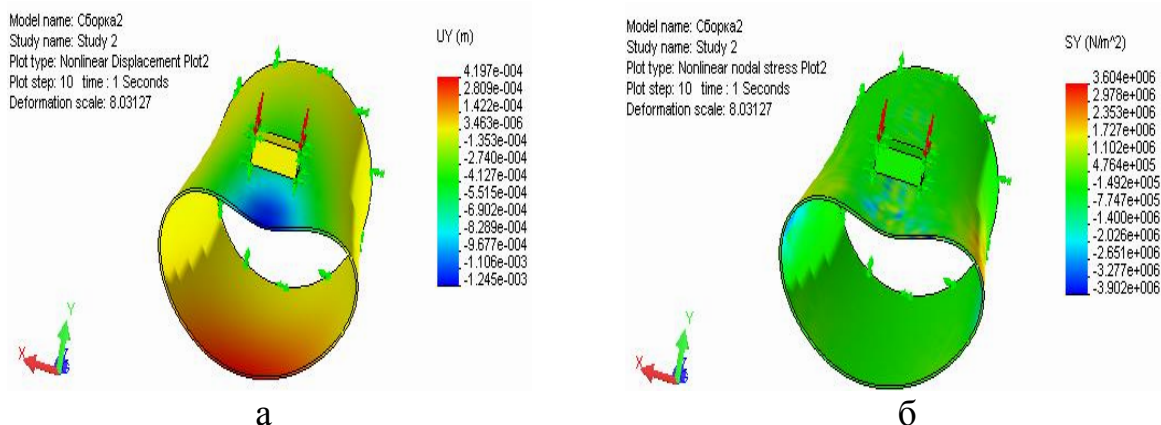 Model name: Сборка2
Study name: Study 2
Plot type: Nonlinear Displacement Plot2
Plot step: 10 time : 1 Seconds
Deformation scale: 8.03127
UY (m)
4.197e-004
2.809e-004
1.422e-004
3.463e-006
-1.353e-004
-2.740e-004
-4.127e-004
-5.515e-004
-6.902e-004
-8.289e-004
-9.677e-004
-1.106e-003
-1.245e-003
Y
X
а
Model name: Сборка2
Study name: Study 2
Plot type: Nonlinear nodal stress Plot2
Plot step: 10 time : 1 Seconds
Deformation scale: 8.03127
SY (N/m^2)
3.604e+006
2.978e+006
2.353e+006
1.727e+006
1.102e+006
4.764e+005
-1.492e+005
-7.747e+005
-1.400e+006
-2.026e+006
-2.651e+006
-3.277e+006
-3.902e+006
Y
X
б